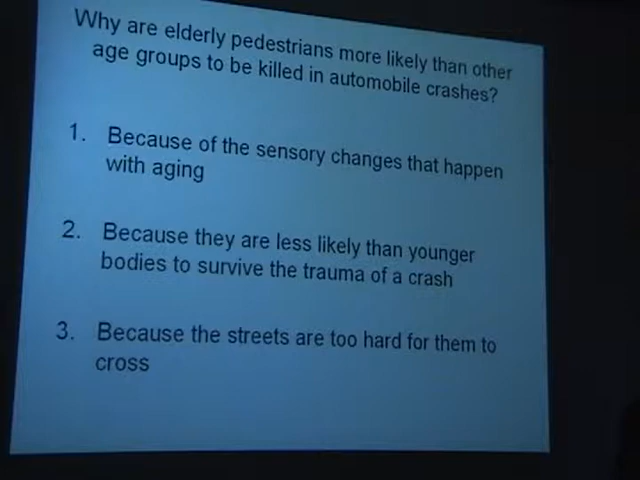 Why are elderly pedestrians more likely than other
age groups to be killed in automobile crashes?
1. Because of the sensory changes that happen
with aging
2. Because they are less likely than younger
bodies to survive the trauma of a crash
3. Because the streets are too hard for them to
cross